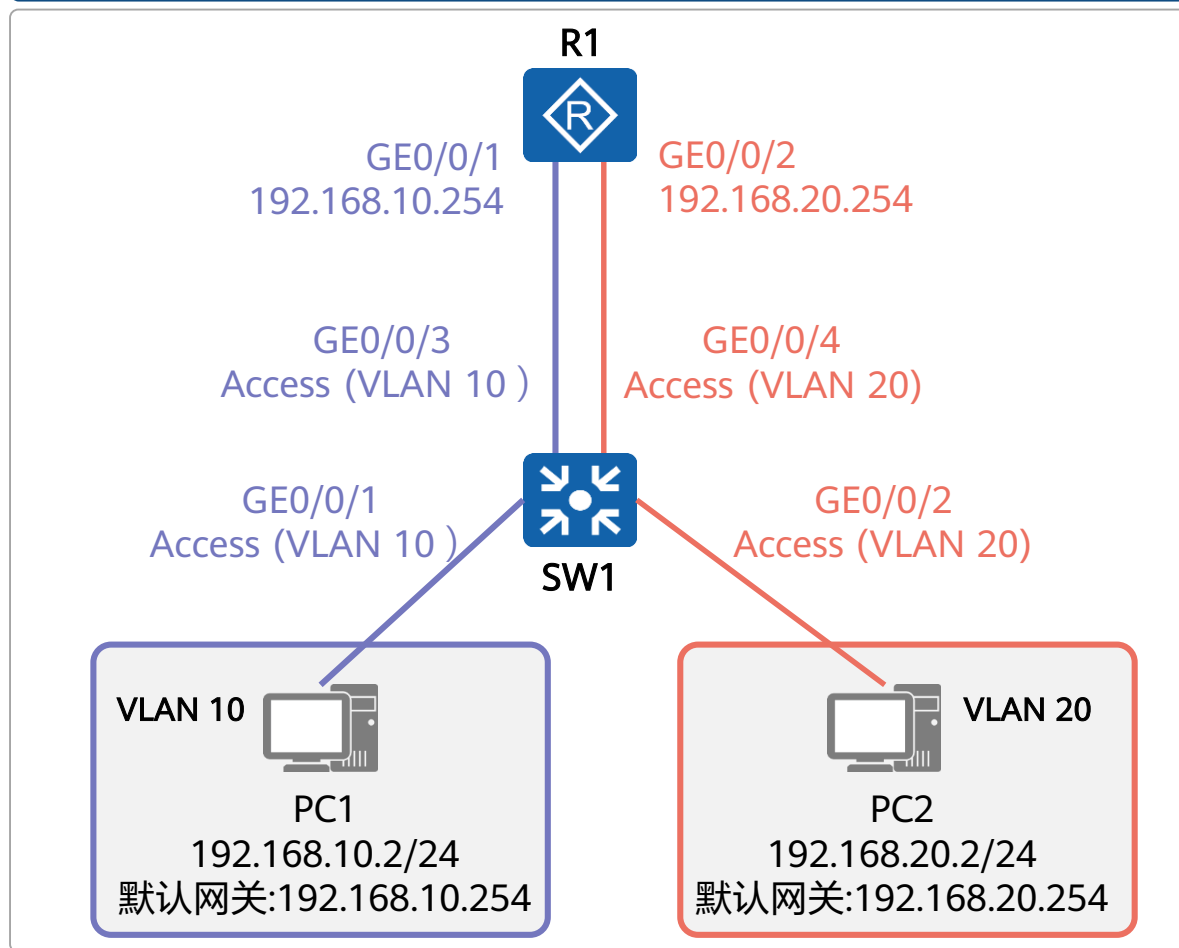 R1
R
GE0/0/1
192.168.10.254
GE0/0/2
192.168.20.254
GE0/0/3
Access (VLAN 10 ）
GE0/0/4
Access (VLAN 20)
GE0/0/1
Access (VLAN 10 ）
GE0/0/2
Access (VLAN 20)
SW1
VLAN 10
PC1
192.168.10.2/24
默认网关:192.168.10.254
VLAN 20
PC2
192.168.20.2/24
默认网关:192.168.20.254